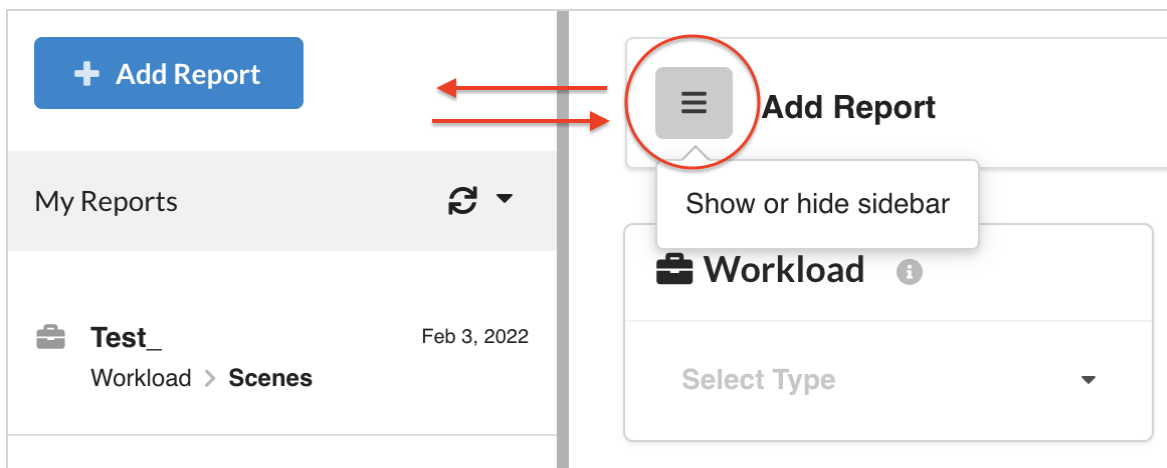 Add Report
My Reports
Test_
Feb 3, 2022
Workload > Scenes
Add Report
Show or hide sidebar
Workload
Select Type